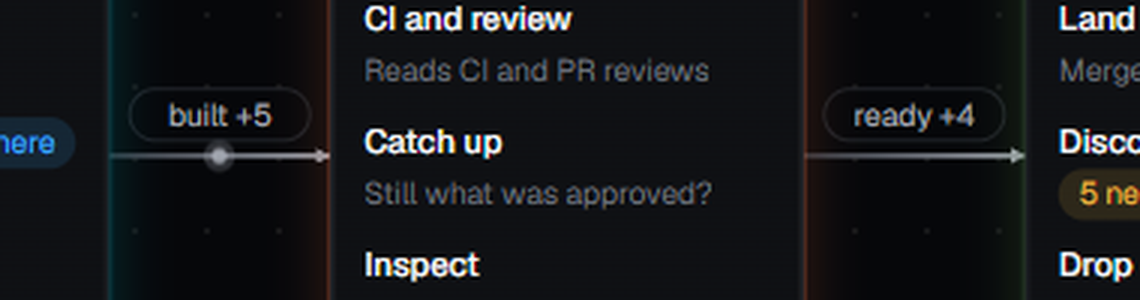 CI and review
Land
Reads CI and PR reviews
built +5
ready +4
Catch up
Still what was approved?
5
Inspect
Drop